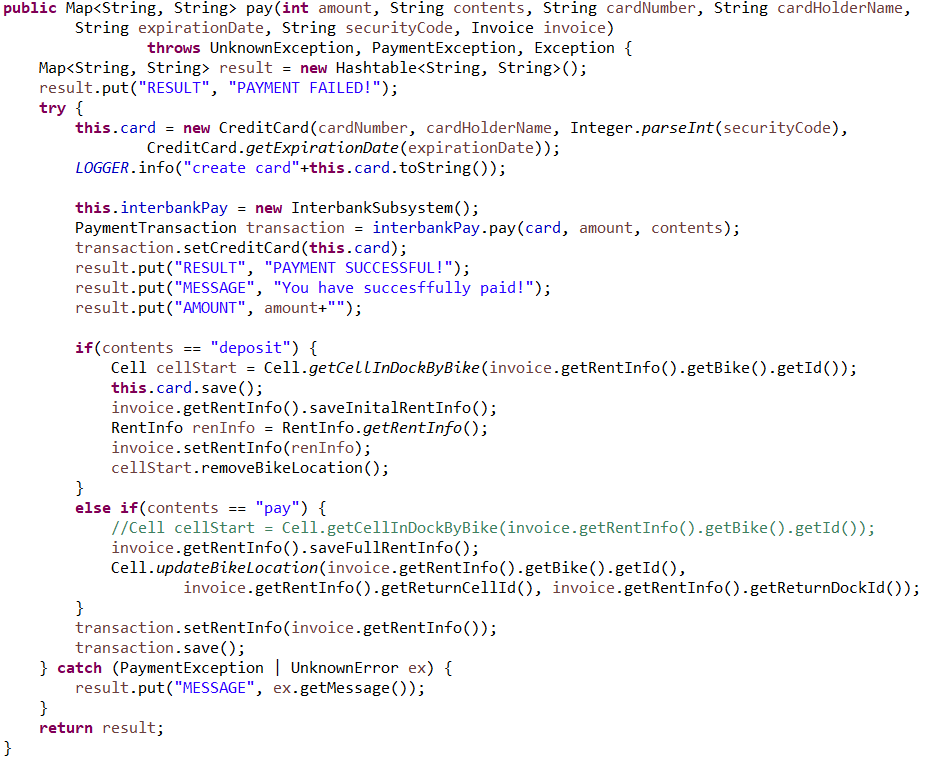 public Map<String, String> pay(int amount, String contents, String cardNumber, String cardHolderName,
        String expirationDate, String securityCode, Invoice invoice)
                throws UnknownException, PaymentException, Exception {
    Map<String, String> result = new Hashtable<String, String>();
    result.put("RESULT", "PAYMENT FAILED!");
    try {
        this.card = new CreditCard(cardNumber, cardHolderName, Integer.parseInt(securityCode),
                CreditCard.getExpirationDate(expirationDate));
        LOGGER.info("create card"+this.card.toString());

        this.interbankPay = new InterbankSubsystem();
        PaymentTransaction transaction = interbankPay.pay(card, amount, contents);
        transaction.setCreditCard(this.card);
        result.put("RESULT", "PAYMENT SUCCESSFUL!");
        result.put("MESSAGE", "You have succesffully paid!");
        result.put("AMOUNT", amount+"");

        if(contents == "deposit") {
            Cell cellStart = Cell.getCellInDockByBike(invoice.getRentInfo().getBike().getId());
            this.card.save();
            invoice.getRentInfo().saveInitalRentInfo();
            RentInfo renInfo = RentInfo.getRentInfo();
            invoice.setRentInfo(renInfo);
            cellStart.removeBikeLocation();
        }
        else if(contents == "pay") {
            //Cell cellStart = Cell.getCellInDockByBike(invoice.getRentInfo().getBike().getId());
            invoice.getRentInfo().saveFullRentInfo();
            Cell.updateBikeLocation(invoice.getRentInfo().getBike().getId(),
                    invoice.getRentInfo().getReturnCellId(), invoice.getRentInfo().getReturnDockId());
        }
        transaction.setRentInfo(invoice.getRentInfo());
        transaction.save();
    } catch (PaymentException | UnknownError ex) {
        result.put("MESSAGE", ex.getMessage());
    }
    return result;
}